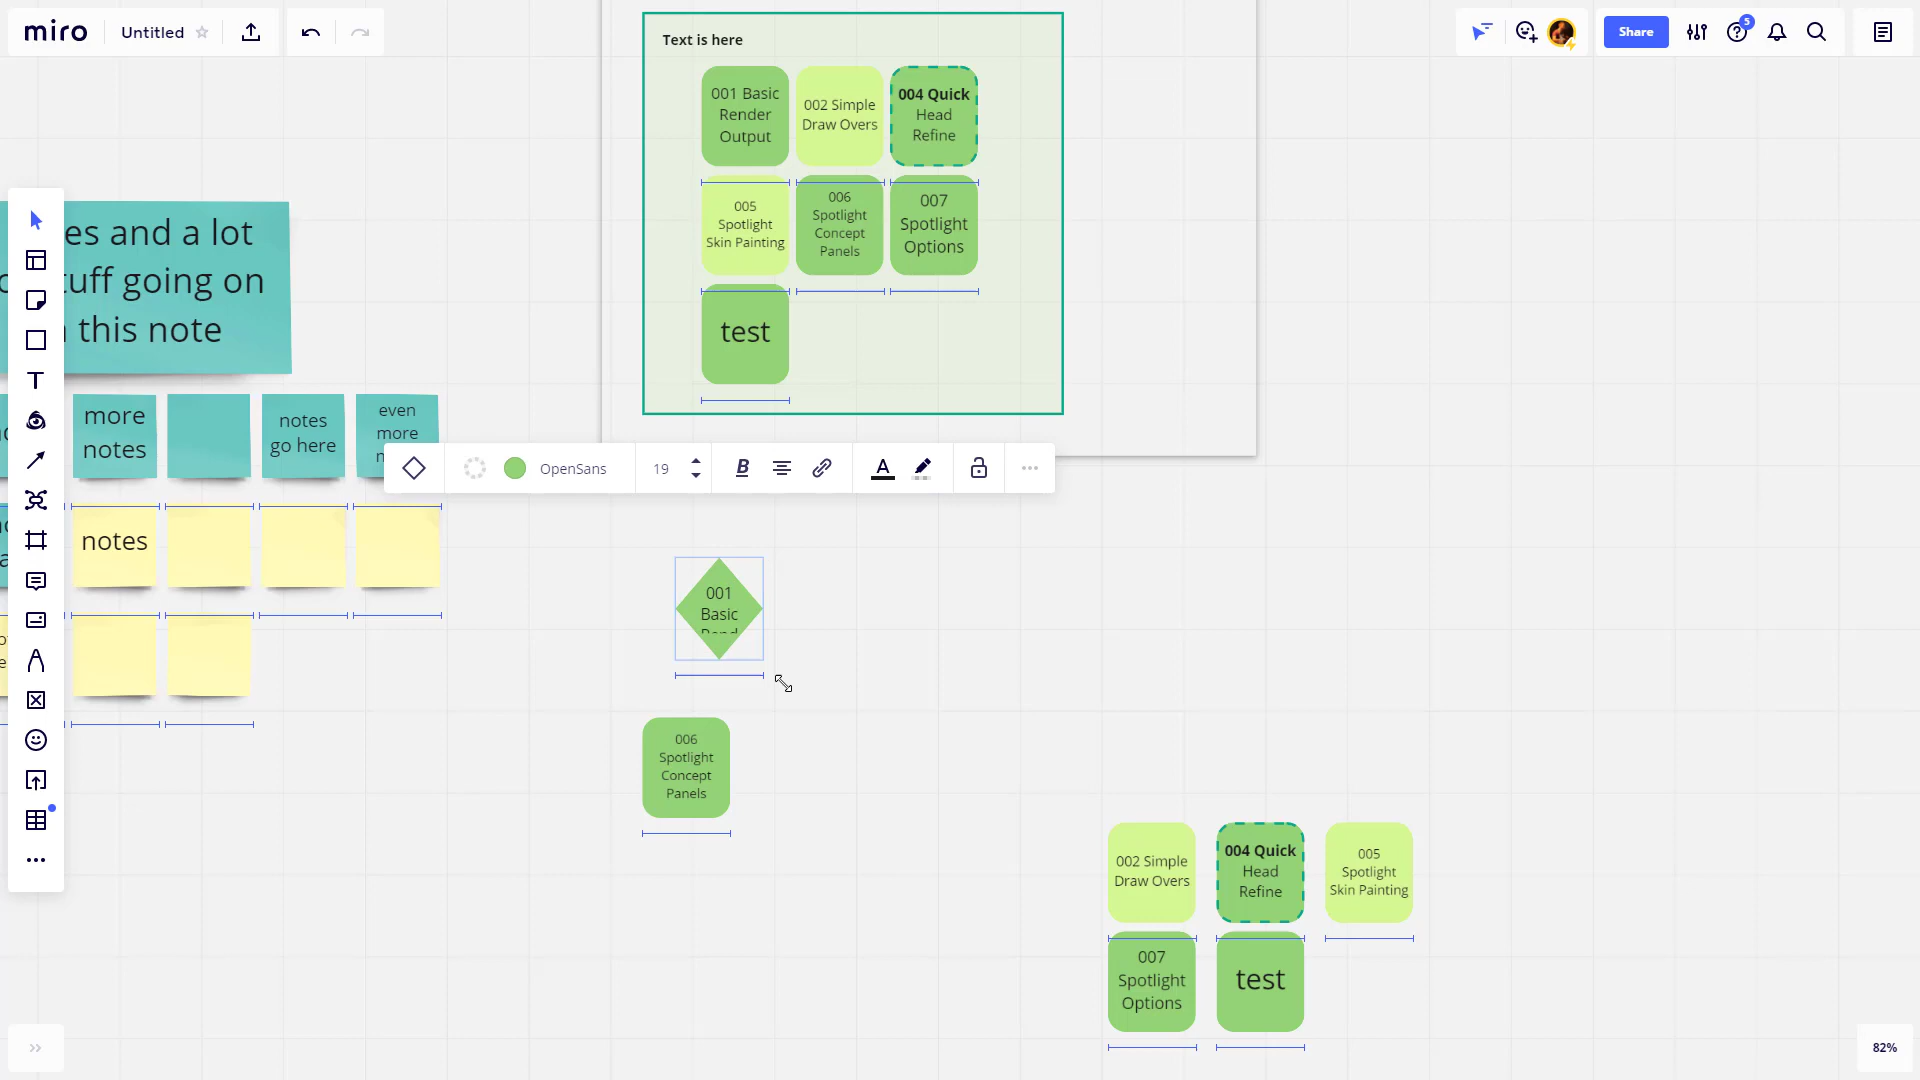 miro
Untitled
Share
5
Text is here
001 Basic
Render
Output
002 Simple
Draw Overs
004 Quick
Head
Refine
005
Spotlight
Skin Painting
006
Spotlight
Concept
Panels
007
Spotlight
Options
test
es and a lot
tuff going on
this note
more
notes
notes
go here
even
more
notes
OpenSans
19
B
A
001
Basic
006
Spotlight
Concept
Panels
002 Simple
Draw Overs
004 Quick
Head
Refine
005
Spotlight
Skin Painting
007
Spotlight
Options
test
82%